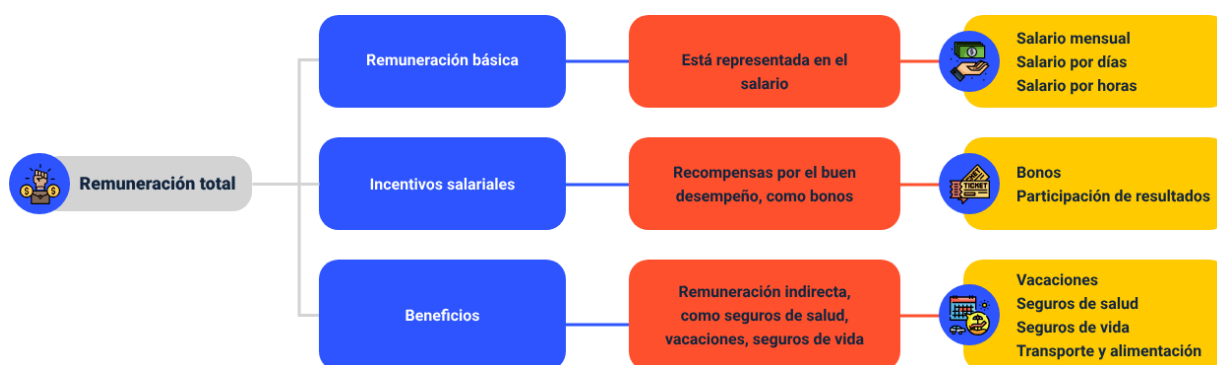 Remuneración total
Remuneración básica
Está representada en el
salario
Salario mensual
Salario por días
Salario por horas
Incentivos salariales
Recompensas por el buen
desempeño, como bonos
TICKET
Bonos
Participación de resultados
Beneficios
Remuneración indirecta,
como seguros de salud,
vacaciones, seguros de vida
Vacaciones
Seguros de salud
Seguros de vida
Transporte y alimentación